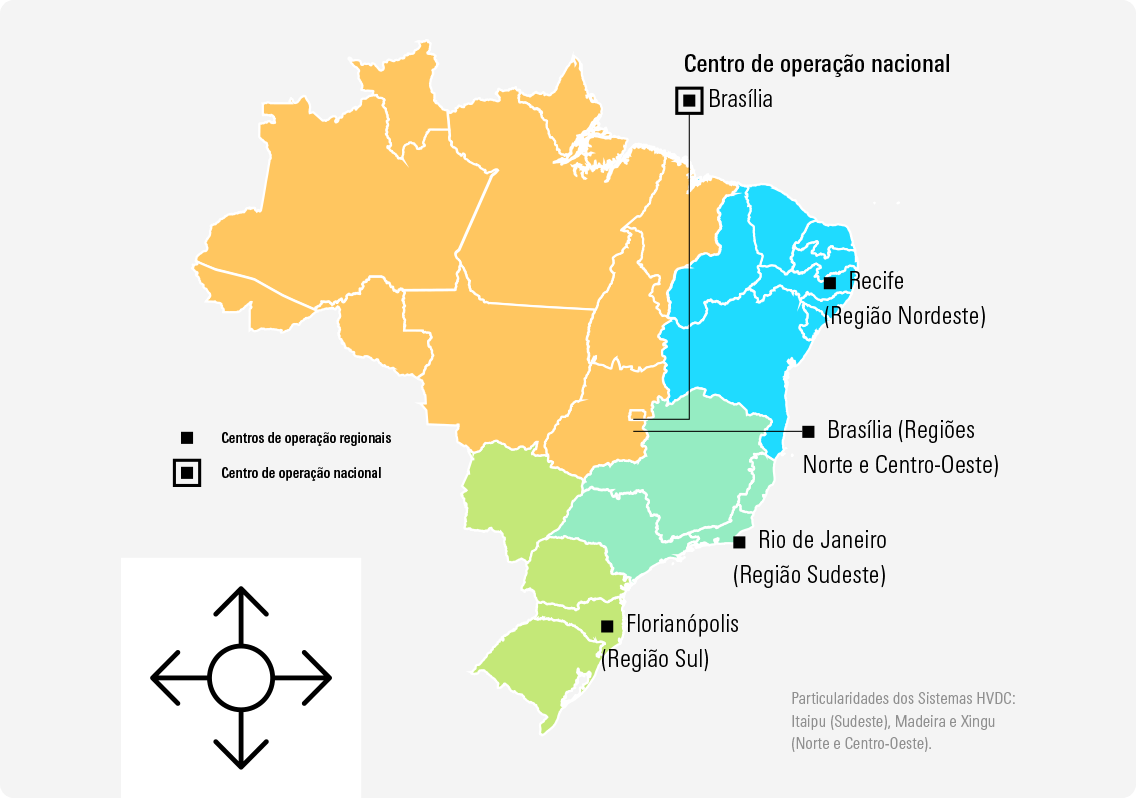 Centro de operação nacional
Brasília
Recife
(Região Nordeste)
Brasília (Regiões
Norte e Centro-Oeste)
Centros de operação regionais
Centro de operação nacional
Rio de Janeiro
(Região Sudeste)
Florianópolis
(Região Sul)
Particularidades dos Sistemas HVDC:
Itaipu (Sudeste), Madeira e Xingu
(Norte e Centro-Oeste).